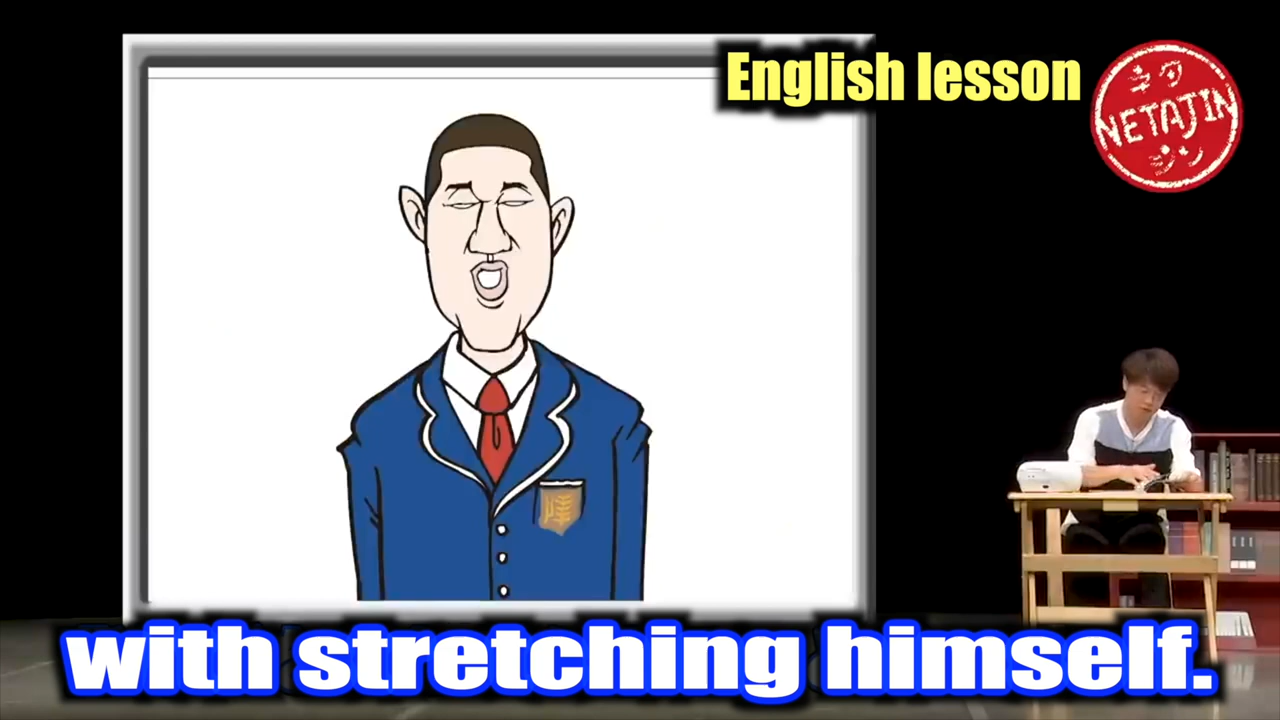 English lesson
ネタ
NETAJIN
ジン
with stretching himself.